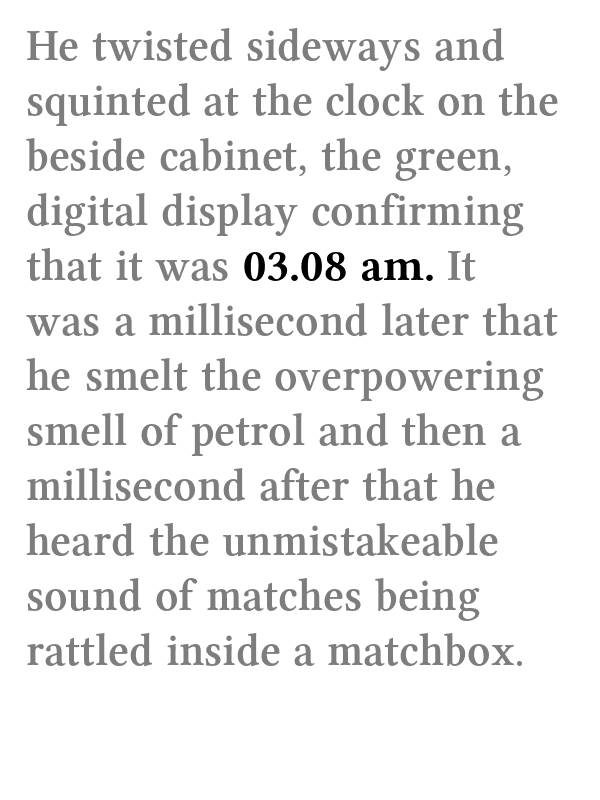 He twisted sideways and
squinted at the clock on the
beside cabinet, the green,
digital display confirming
that it was 03.08 am. It
was a millisecond later that
he smelt the overpowering
smell of petrol and then a
millisecond after that he
heard the unmistakeable
sound of matches being
rattled inside a matchbox.